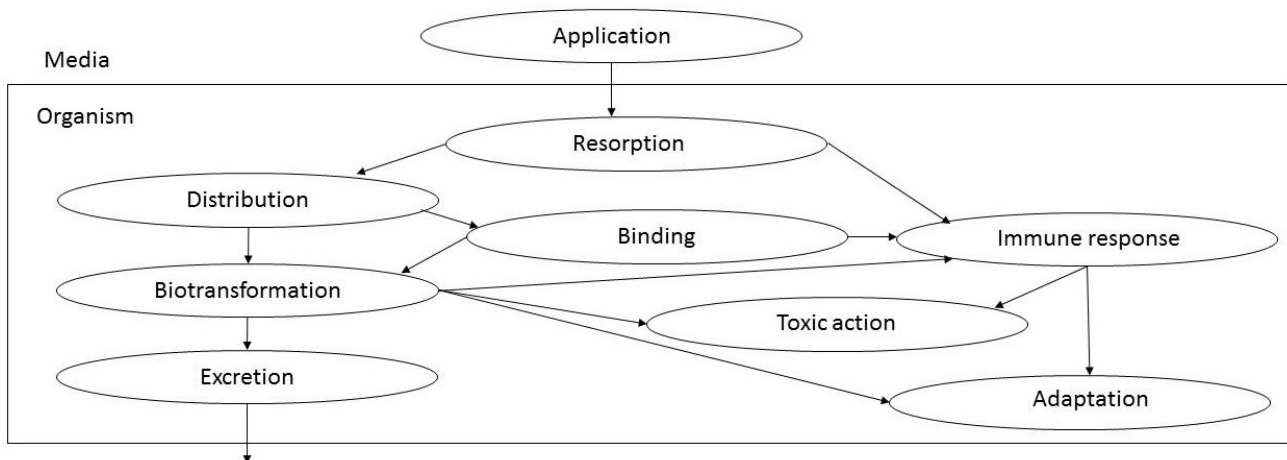 Application
Media
Organism
Resorption
Distribution
Binding
Immune response
Biotransformation
Toxic action
Excretion
Adaptation